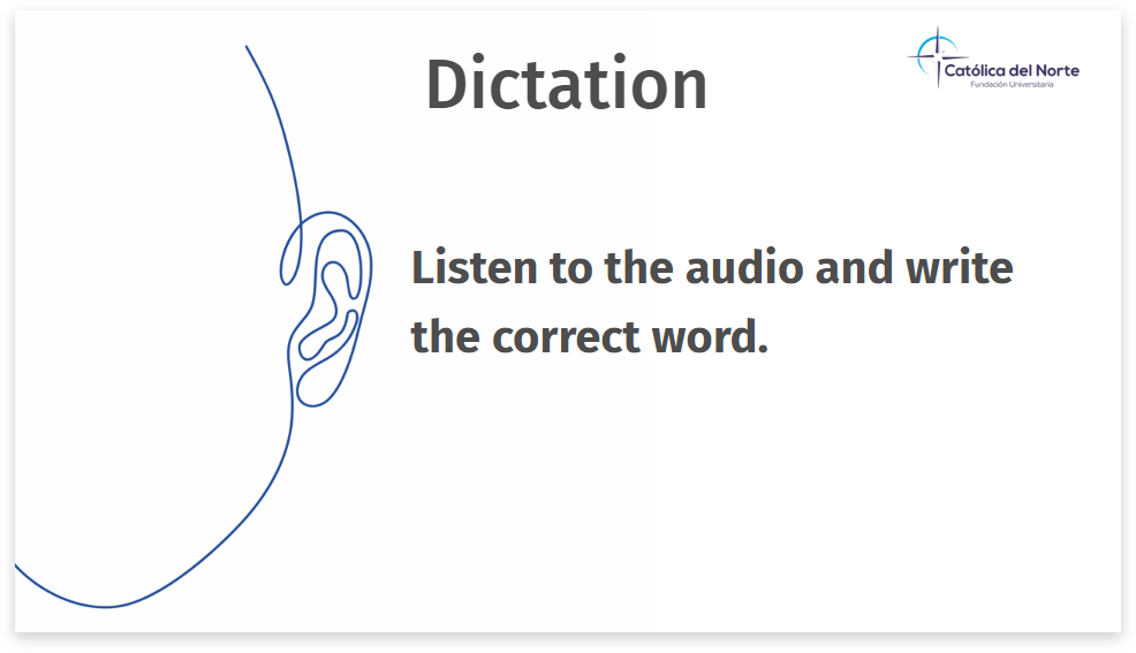 Dictation
Católica del Norte
Fundación Universitaria
Listen to the audio and write
the correct word.